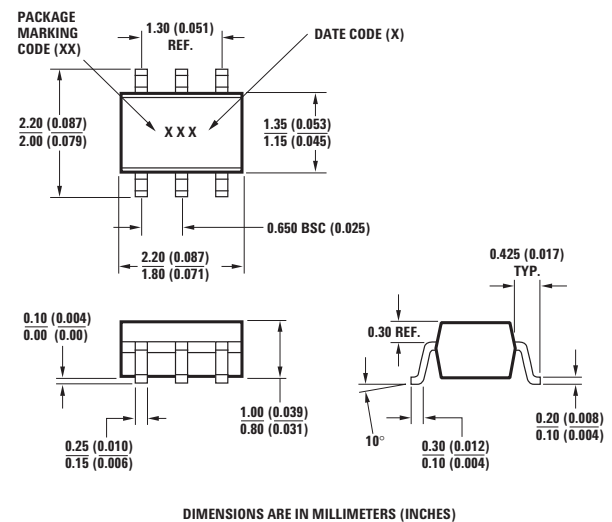 PACKAGE
MARKING
CODE (XX)
1.30 (0.051)
REF.
DATE CODE (X)
2.20 (0.087)
2.00 (0.079)
X X X
1.35 (0.053)
1.15 (0.045)
0.650 BSC (0.025)
2.20 (0.087)
1.80 (0.071)
0.425 (0.017)
TYP.
0.10 (0.004)
0.00 (0.00)
0.30 REF.
1.00 (0.039)
0.80 (0.031)
0.25 (0.010)
0.15 (0.006)
10°
0.30 (0.012)
0.10 (0.004)
0.20 (0.008)
0.10 (0.004)
DIMENSIONS ARE IN MILLIMETERS (INCHES)